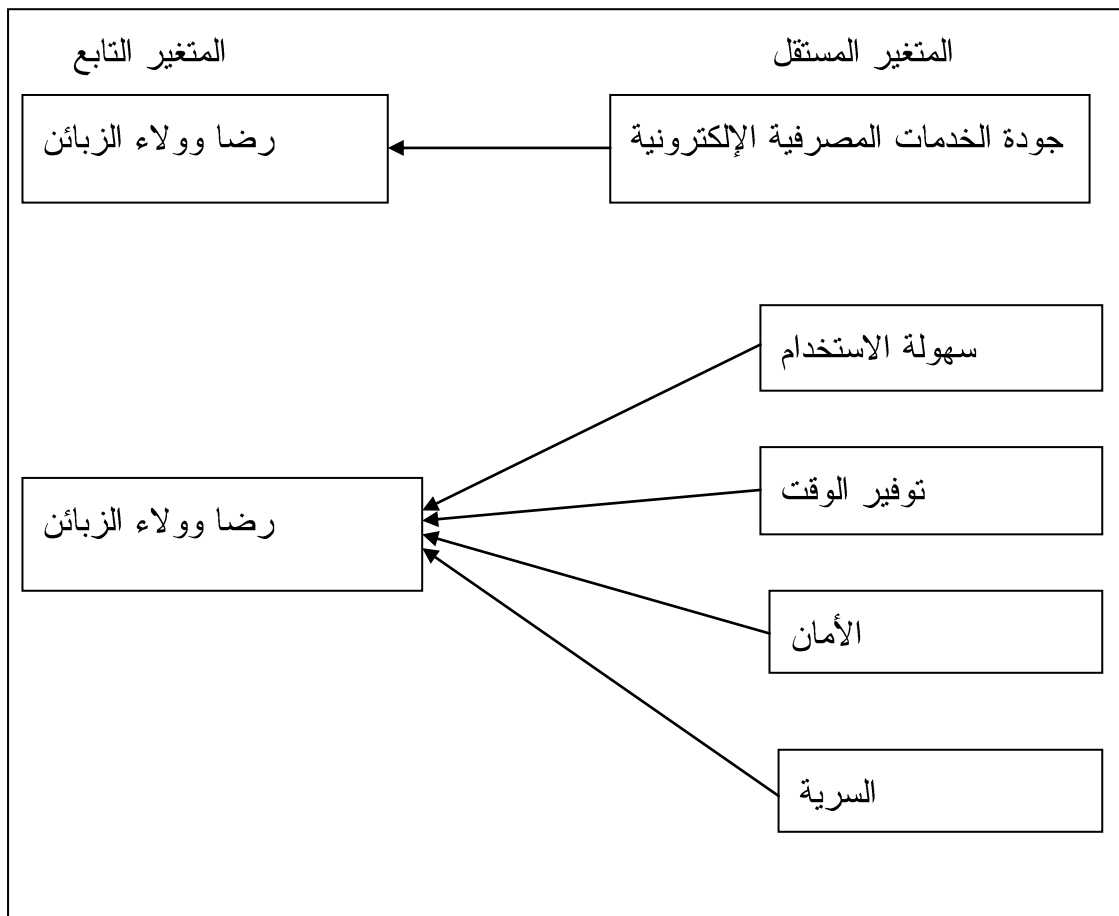 المتغير المستقل
المتغير التابع
جودة الخدمات المصرفية الإلكترونية
رضا وولاء الزبائن
سهولة الاستخدام
توفير الوقت
رضا وولاء الزبائن
الأمان
السرية